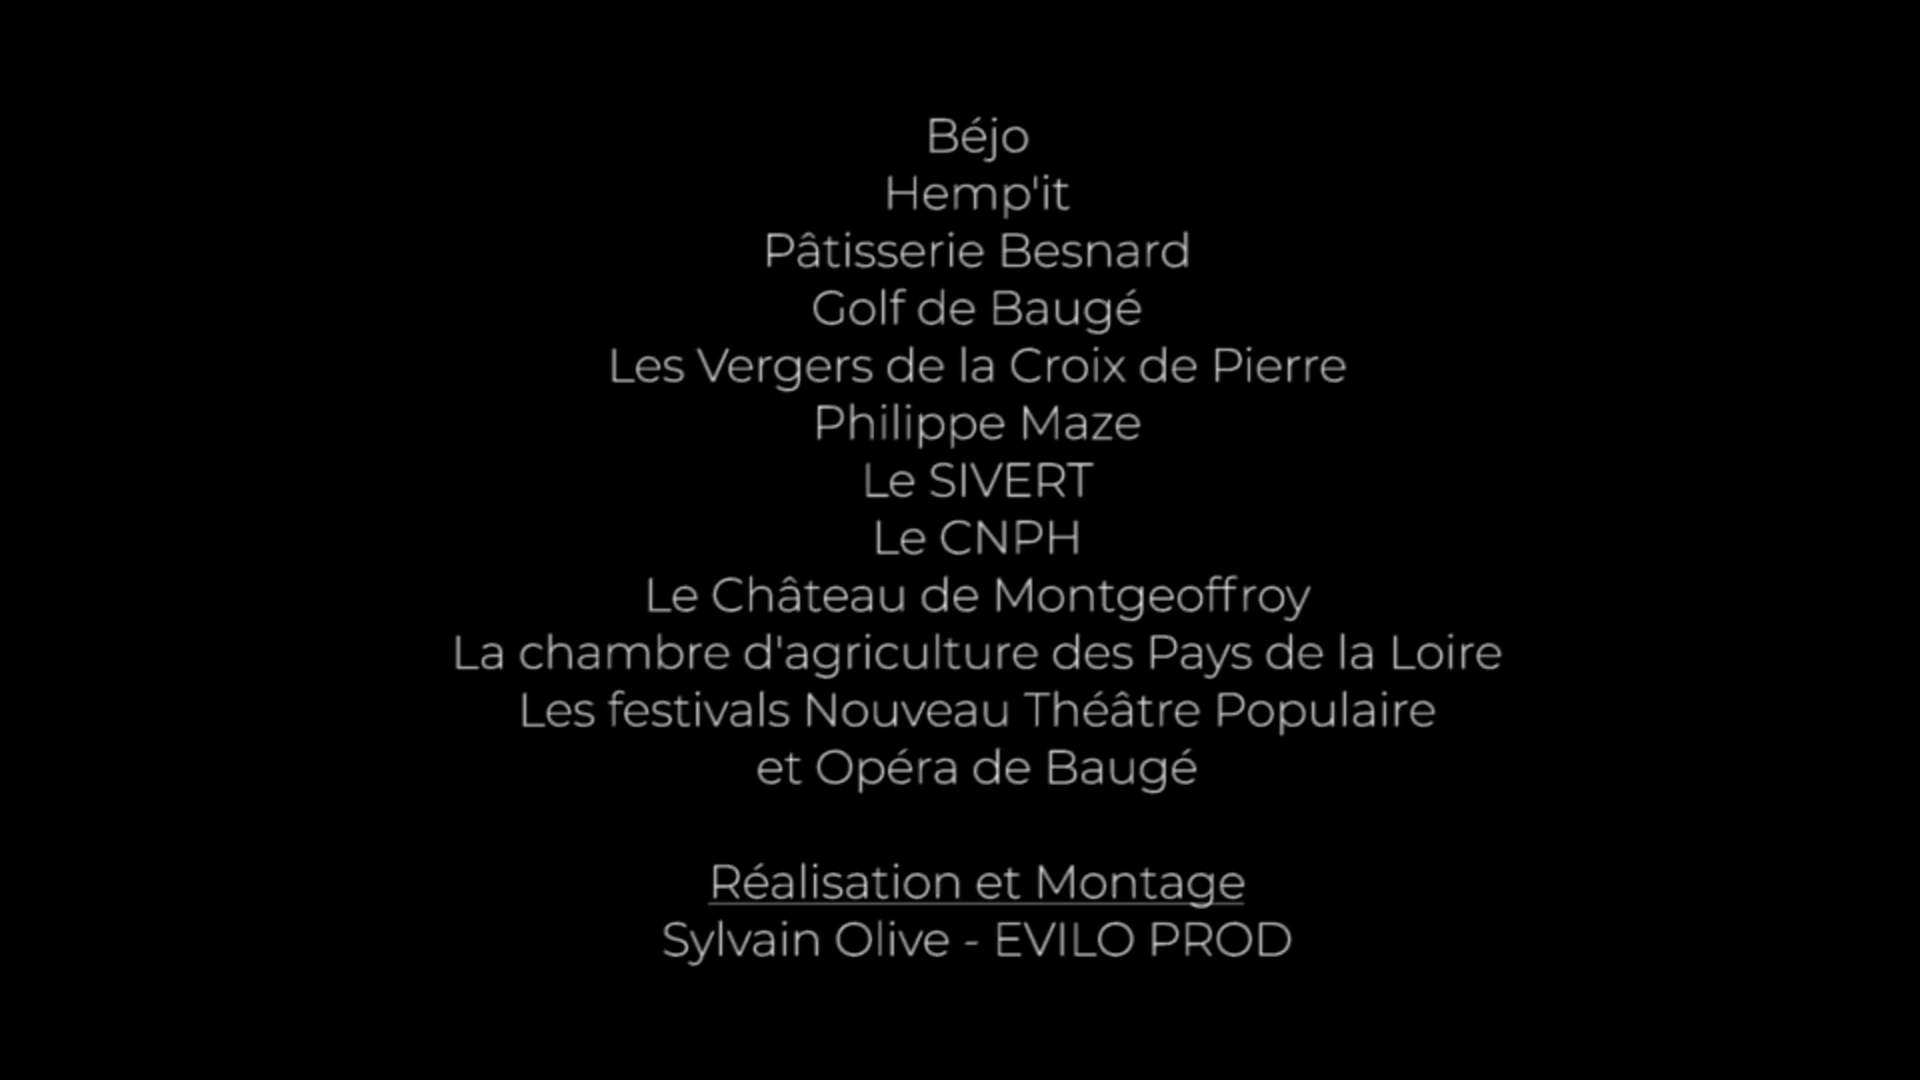 Béjo
Hemp'it
Pâtisserie Besnard
Golf de Baugé
Les Vergers de la Croix de Pierre
Philippe Maze
Le SIVERT
Le CNPH
Le Château de Montgeoffroy
La chambre d'agriculture des Pays de la Loire
Les festivals Nouveau Théâtre Populaire
et Opéra de Baugé
Réalisation et Montage
Sylvain Olive - EVILO PROD